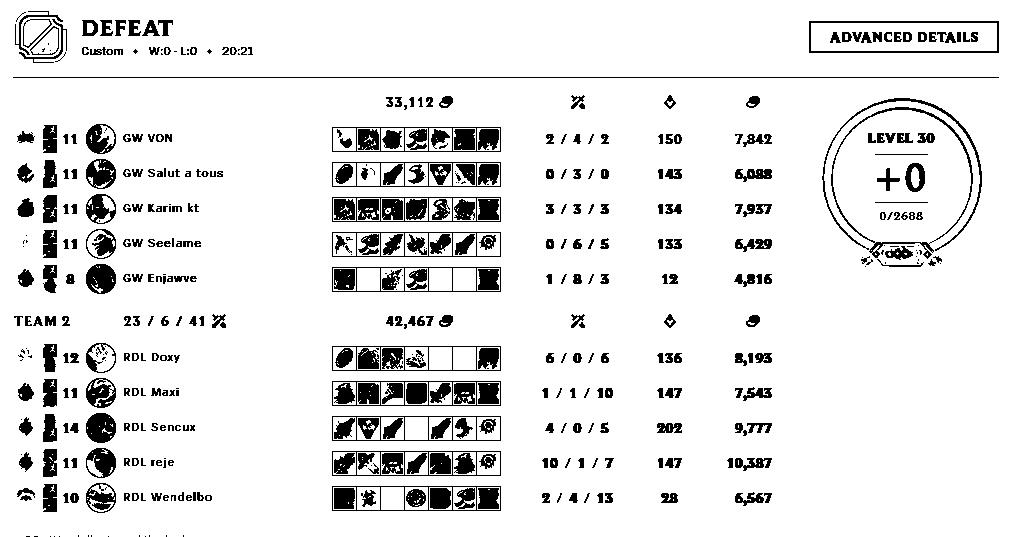 DEFEAT
Custom • W:0 - L:0 • 20:21
ADVANCED DETAILS
33,112
11 GW VON 2 / 4 / 2 150 7,842
11 GW Salut a tous 0 / 3 / 0 143 6,088
11 GW Karim kt 3 / 3 / 3 134 7,937
11 GW Seelame 0 / 6 / 5 133 6,429
8 GW Enjawve 1 / 8 / 3 12 4,816
LEVEL 30
+0
0/2688
TEAM 2 23 / 6 / 41 42,467
12 RDL Doxy 6 / 0 / 6 136 8,193
11 RDL Maxi 1 / 1 / 10 147 7,543
14 RDL Sencux 4 / 0 / 5 202 9,777
11 RDL reje 10 / 1 / 7 147 10,387
10 RDL Wendelbo 2 / 4 / 13 28 6,567